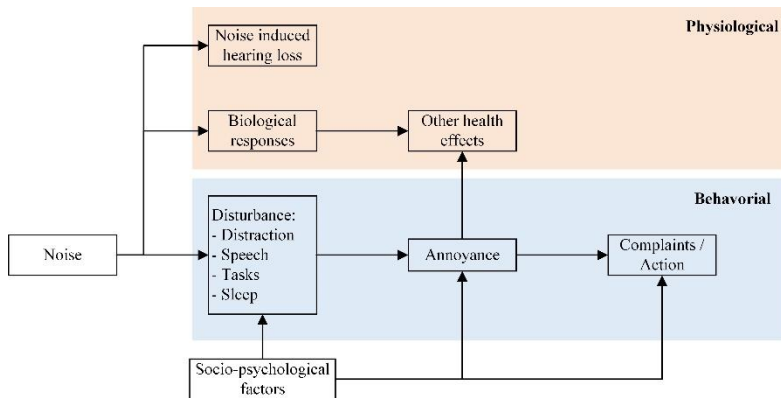 Physiological
Noise induced
hearing loss
Biological
responses
Other health
effects
Behavorial
Disturbance:
- Distraction
- Speech
- Tasks
- Sleep
Noise
Annoyance
Complaints /
Action
Socio-psychological
factors